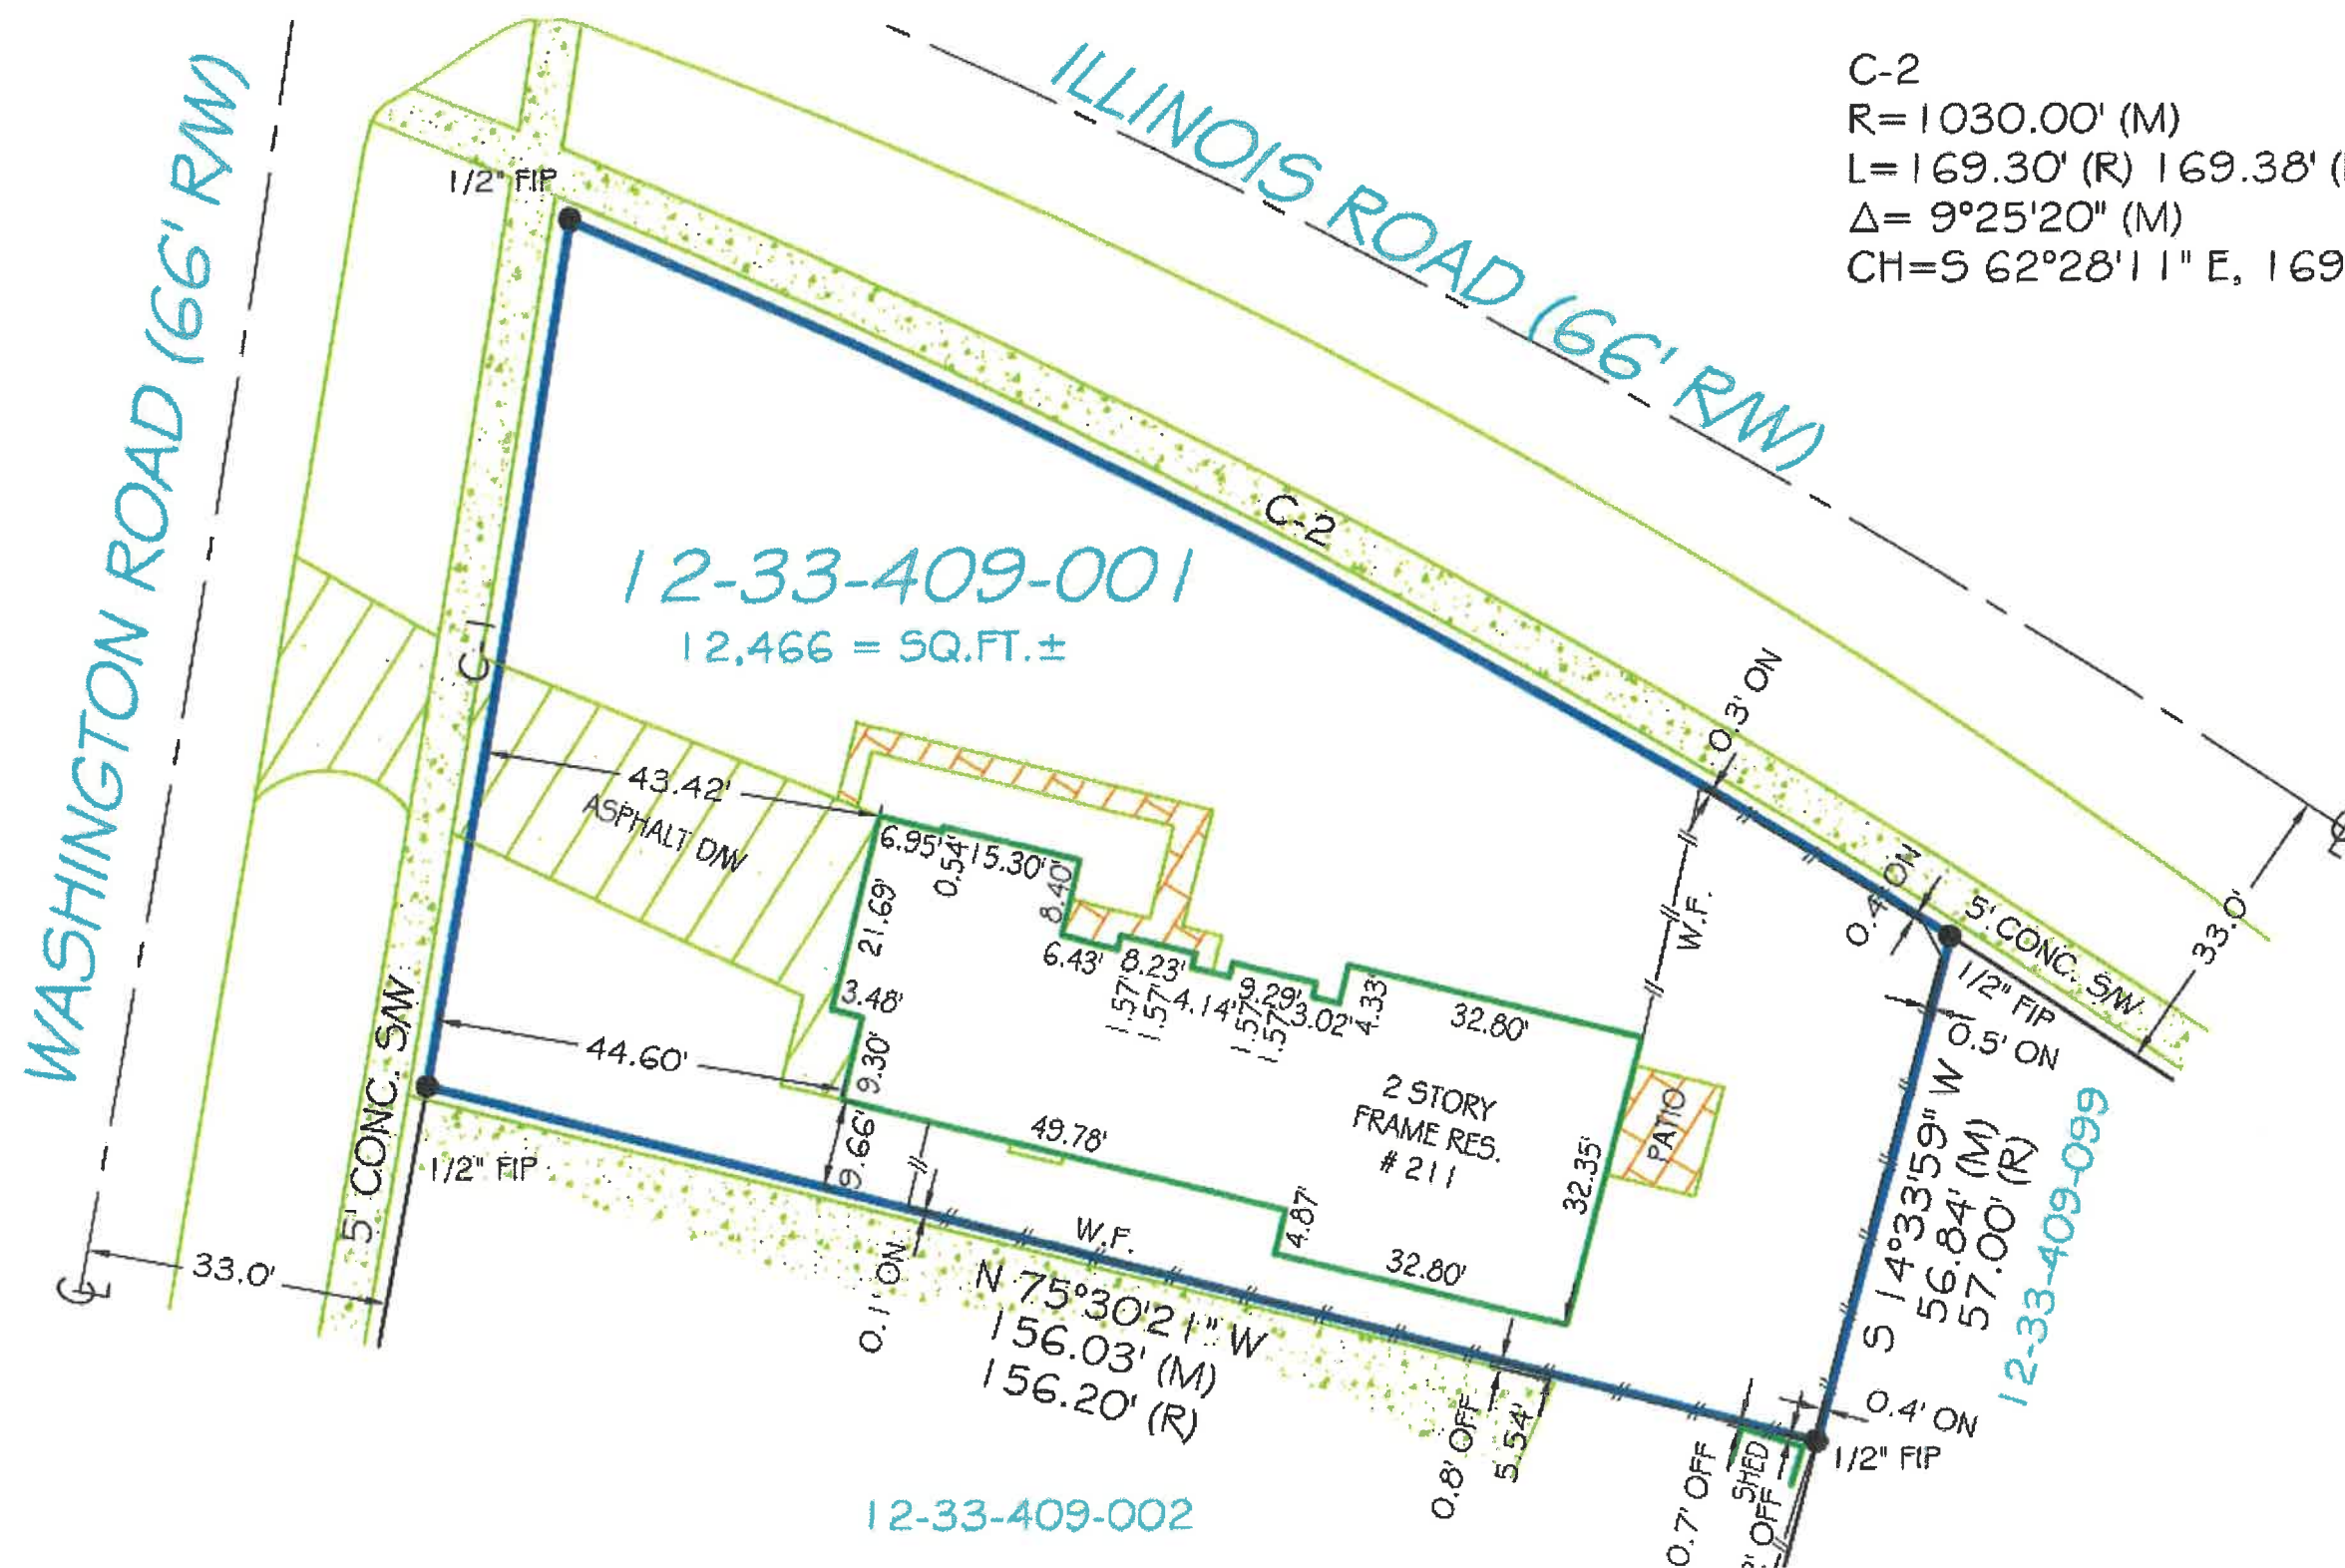 WASHINGTON ROAD (66' R/W)
ILLINOIS ROAD (66' R/W)
C-2
R=1030.00' (M)
L=169.30' (R) 169.38' (
Δ= 9°25'20" (M)
CH=S 62°28'11" E, 169
1/2" FIP
C-2
12-33-409-001
12,466 = SQ.FT.±
C-1
0.3' ON
43.42'
ASPHALT D/W
6.95'
0.54'
15.30'
8.40'
21.69'
3.48'
9.30'
6.43'
8.23'
1.57'
1.57'
4.14'
9.29'
1.57'
1.57'
3.02'
4.33'
32.80'
W.F.
0.4' ON
5' CONC. S/W
33.0'
1/2" FIP
0.5' ON
44.60'
2 STORY
FRAME RES.
# 211
PATIO
32.35'
49.78'
4.87'
32.80'
9.66'
5' CONC. S/W
1/2" FIP
33.0'
CL
W.F.
0.1' ON
N 75°30'21" W
156.03' (M)
156.20' (R)
S 14°33'59" W
56.84' (M)
57.00' (R)
12-33-409-099
0.8' OFF
5.54'
0.7' OFF
SHED
' OFF
0.4' ON
1/2" FIP
12-33-409-002